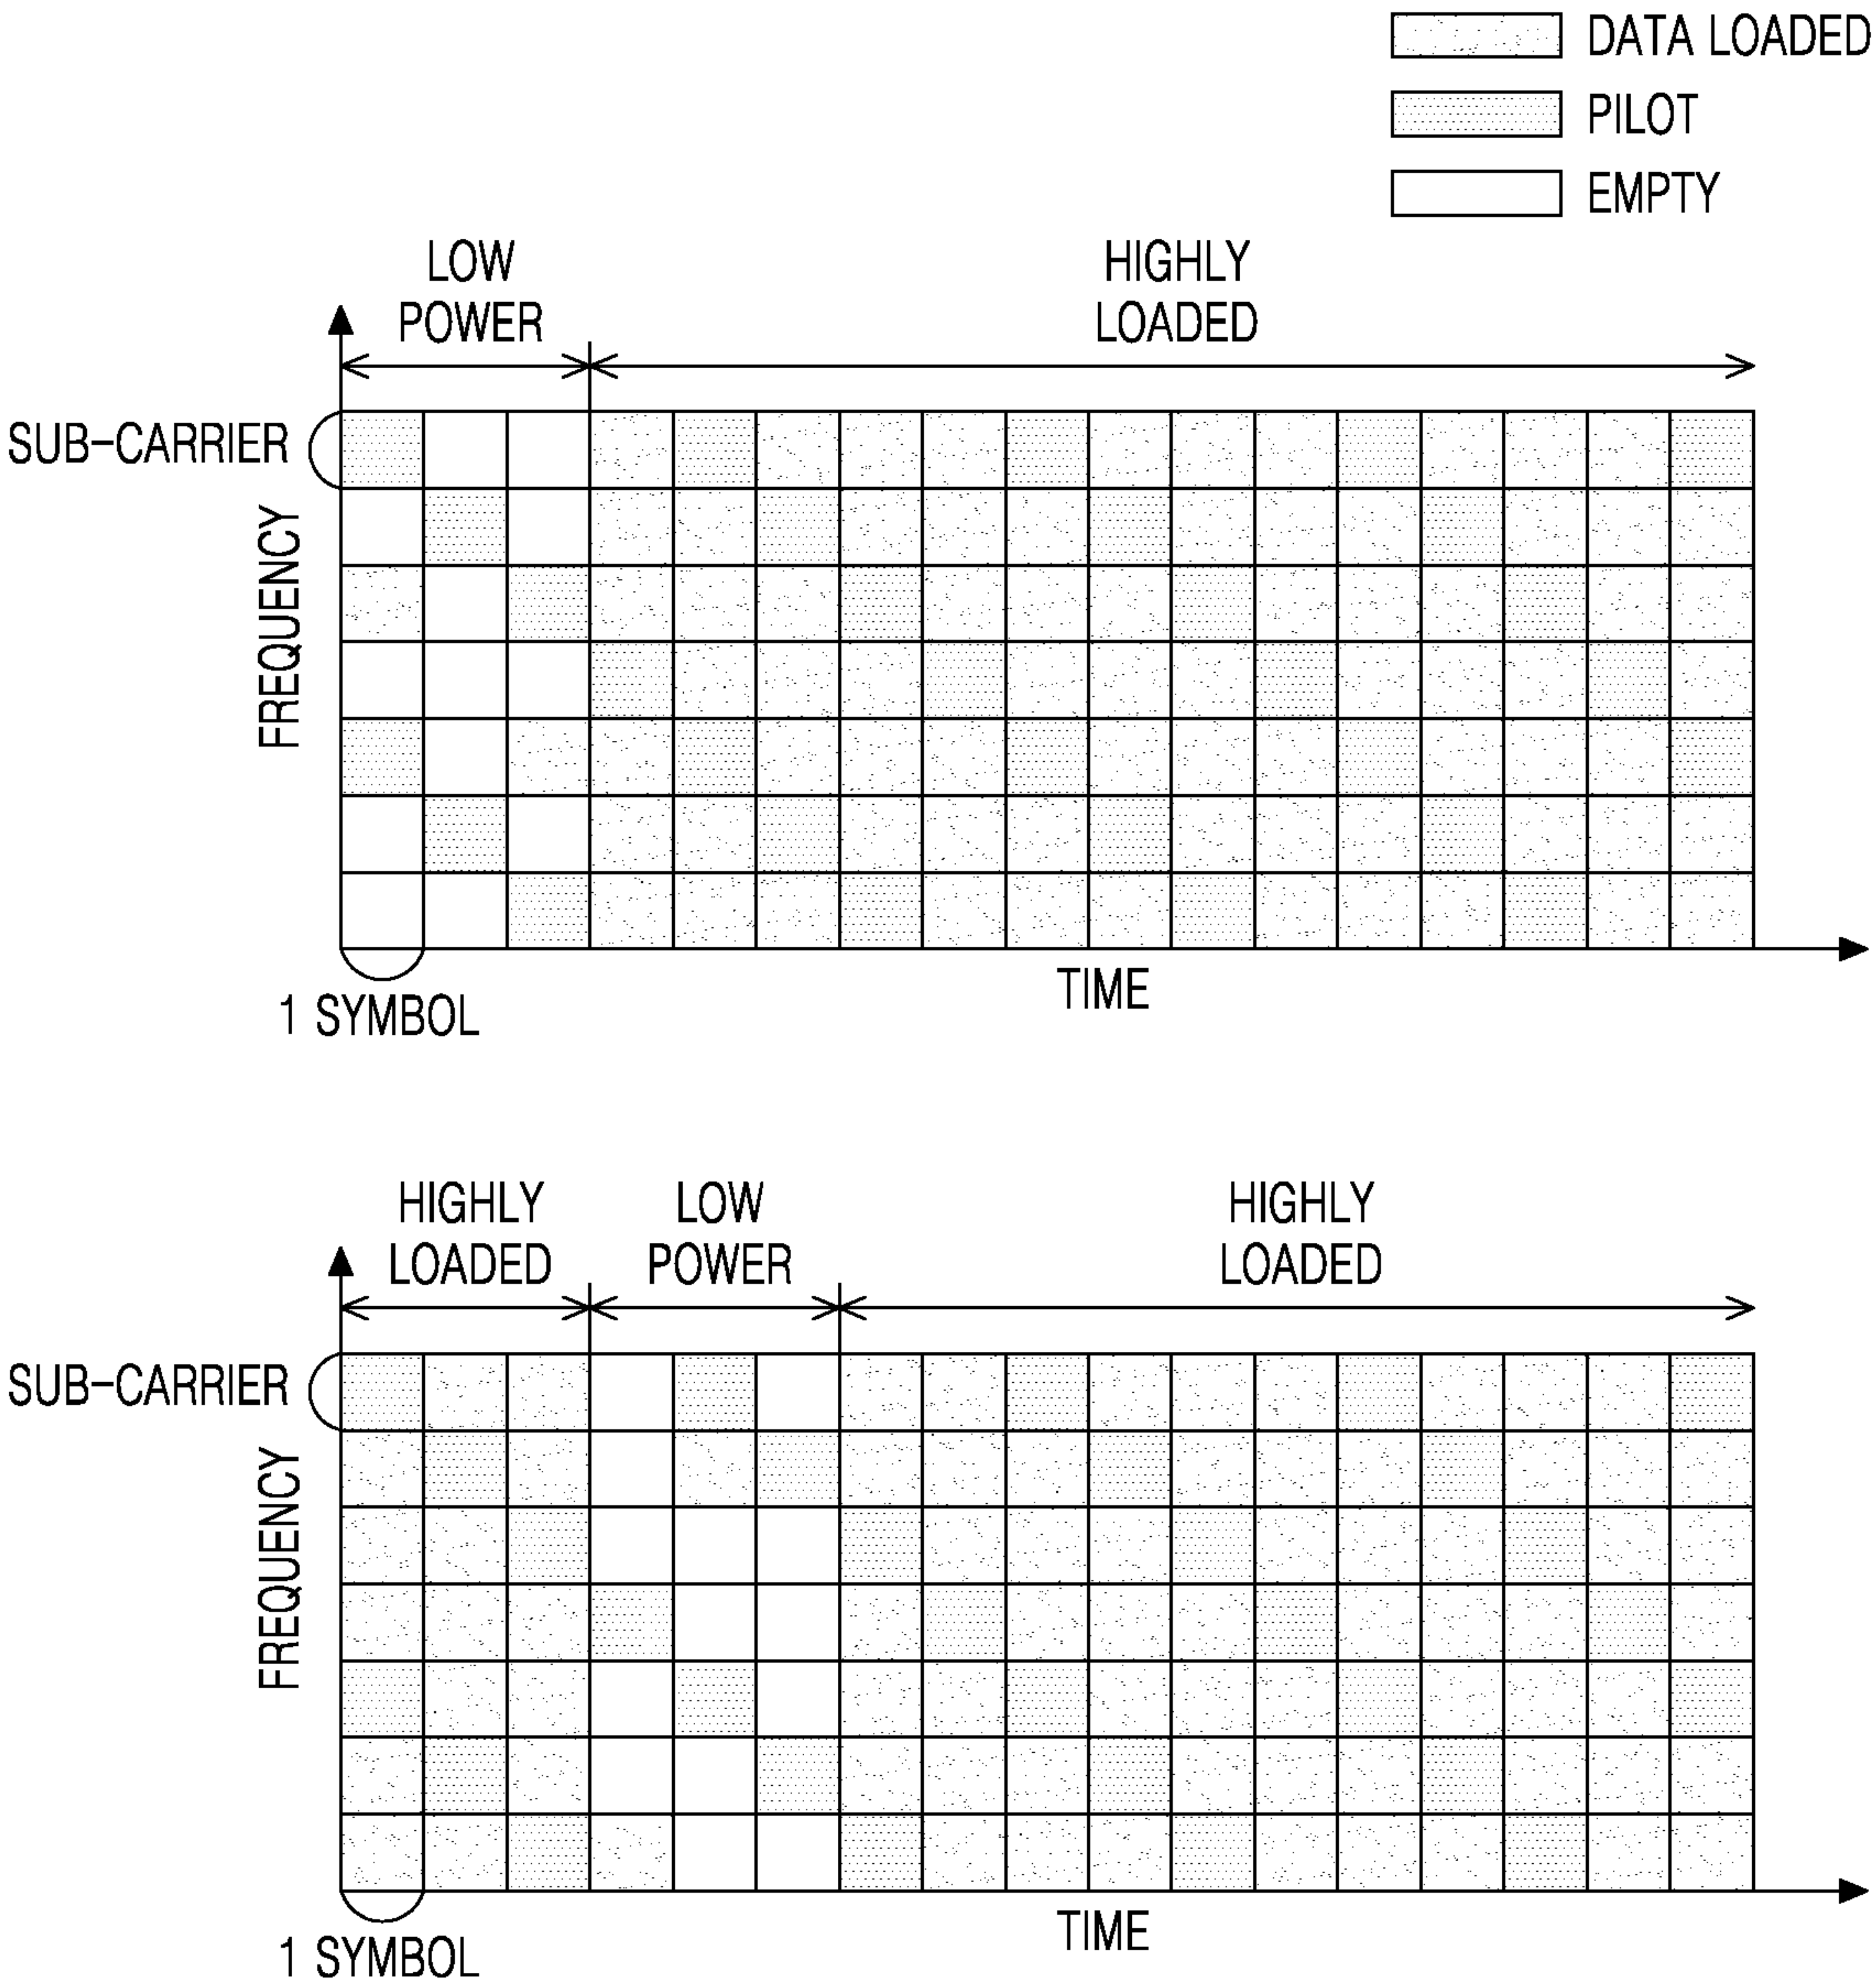 DATA LOADED
PILOT
EMPTY
LOW
POWER
HIGHLY
LOADED
SUB-CARRIER
FREQUENCY
TIME
1 SYMBOL
HIGHLY
LOADED
LOW
POWER
HIGHLY
LOADED
SUB-CARRIER
FREQUENCY
TIME
1 SYMBOL